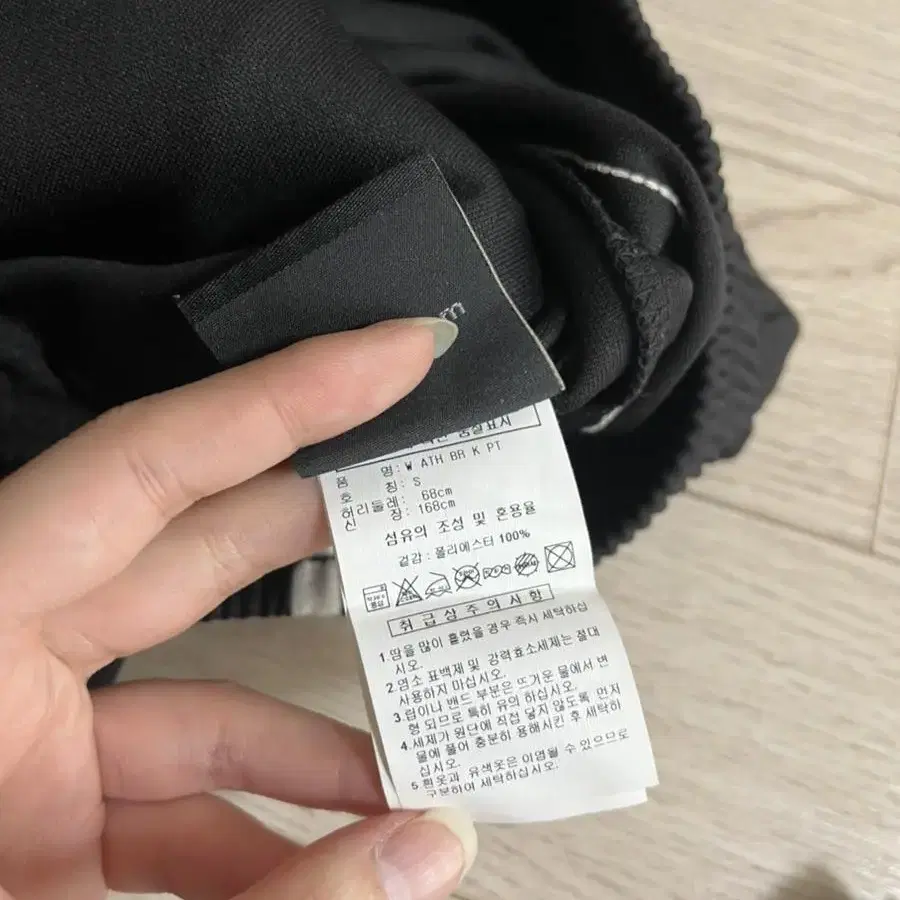 m
품질표시
품 명: W ATH BR K PT
호 칭: S
허리둘레: 68cm
신 장: 168cm
섬유의 조성 및 혼용율
겉감 : 폴리에스터 100%
취급상주의사항
1.땀을 많이 흘렸을 경우 즉시 세탁하십
시오.
2.염소 표백제 및 강력효소세제는 절대
사용하지 마십시오.
3.립이나 밴드 부분은 뜨거운 물에서 변
형 되므로 특히 유의 하십시오.
4.세제가 원단에 직접 닿지 않도록 먼저
물에 풀어 충분히 용해시킨 후 세탁하
십시오.
5.흰옷과 유색옷은 이염될 수 있으므로
구분하여 세탁하십시오.